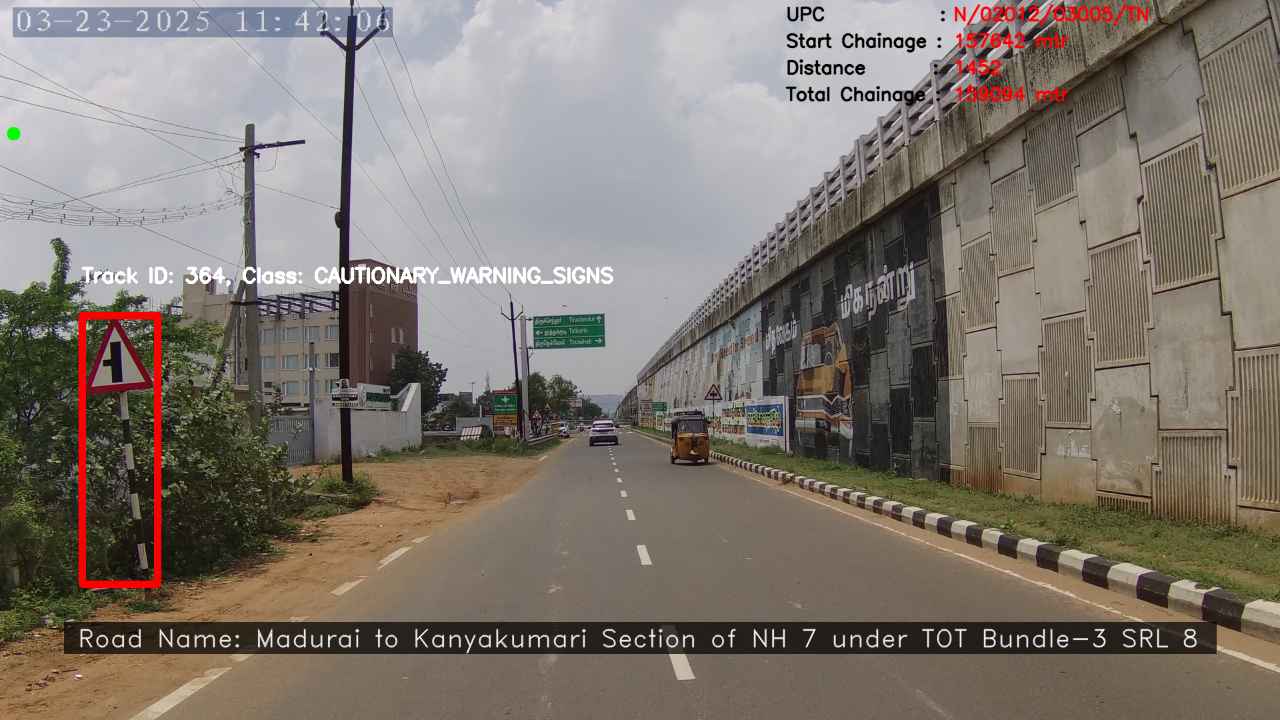 03-23-2025 11:42:06
UPC : N/02012/03005/TN
Start Chainage : 157642 mtr
Distance : 1452
Total Chainage : 159094 mtr
Track ID: 364, Class: CAUTIONARY_WARNING_SIGNS
மிக நன்று
Road Name: Madurai to Kanyakumari Section of NH 7 under TOT Bundle-3 SRL 8